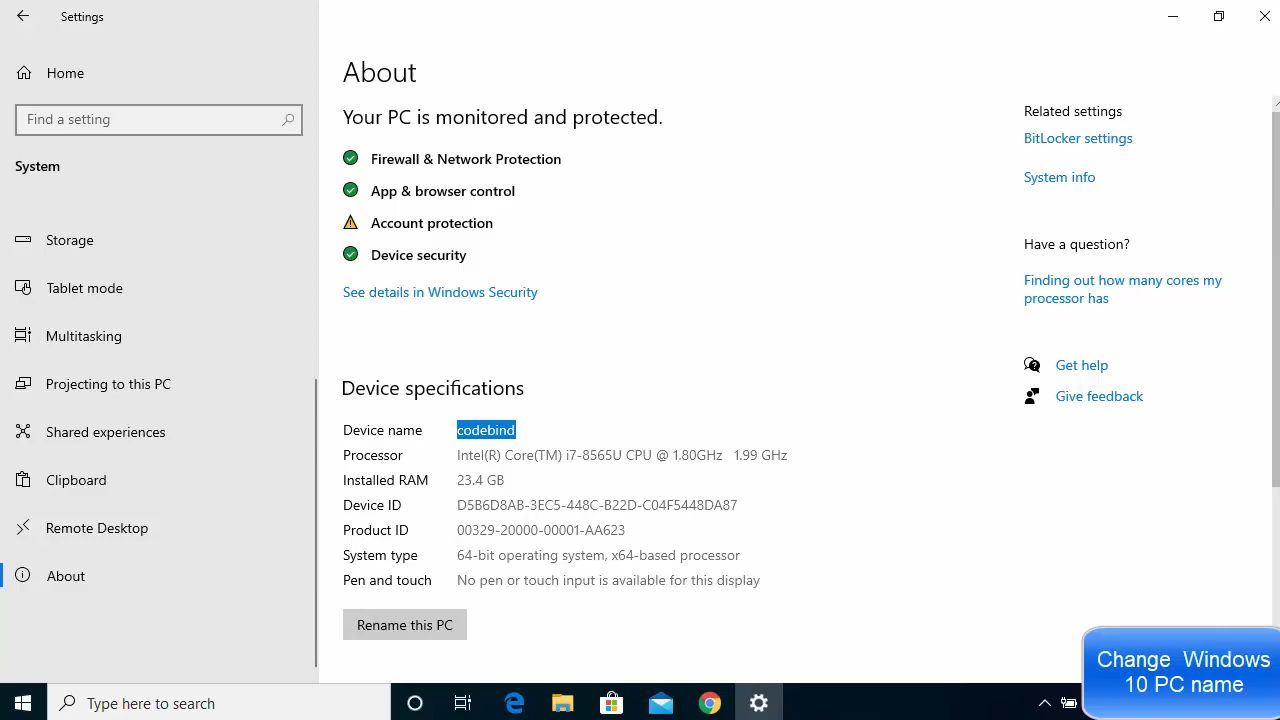 Settings
Home
Find a setting
System
Storage
Tablet mode
Multitasking
Projecting to this PC
Shared experiences
Clipboard
Remote Desktop
About
About
Your PC is monitored and protected.
Firewall & Network Protection
App & browser control
Account protection
Device security
See details in Windows Security
Device specifications
Device name codebind
Processor Intel(R) Core(TM) i7-8565U CPU @ 1.80GHz 1.99 GHz
Installed RAM 23.4 GB
Device ID D5B6D8AB-3EC5-448C-B22D-C04F5448DA87
Product ID 00329-20000-00001-AA623
System type 64-bit operating system, x64-based processor
Pen and touch No pen or touch input is available for this display
Rename this PC
Related settings
BitLocker settings
System info
Have a question?
Finding out how many cores my
processor has
Get help
Give feedback
Change Windows
10 PC name
Type here to search